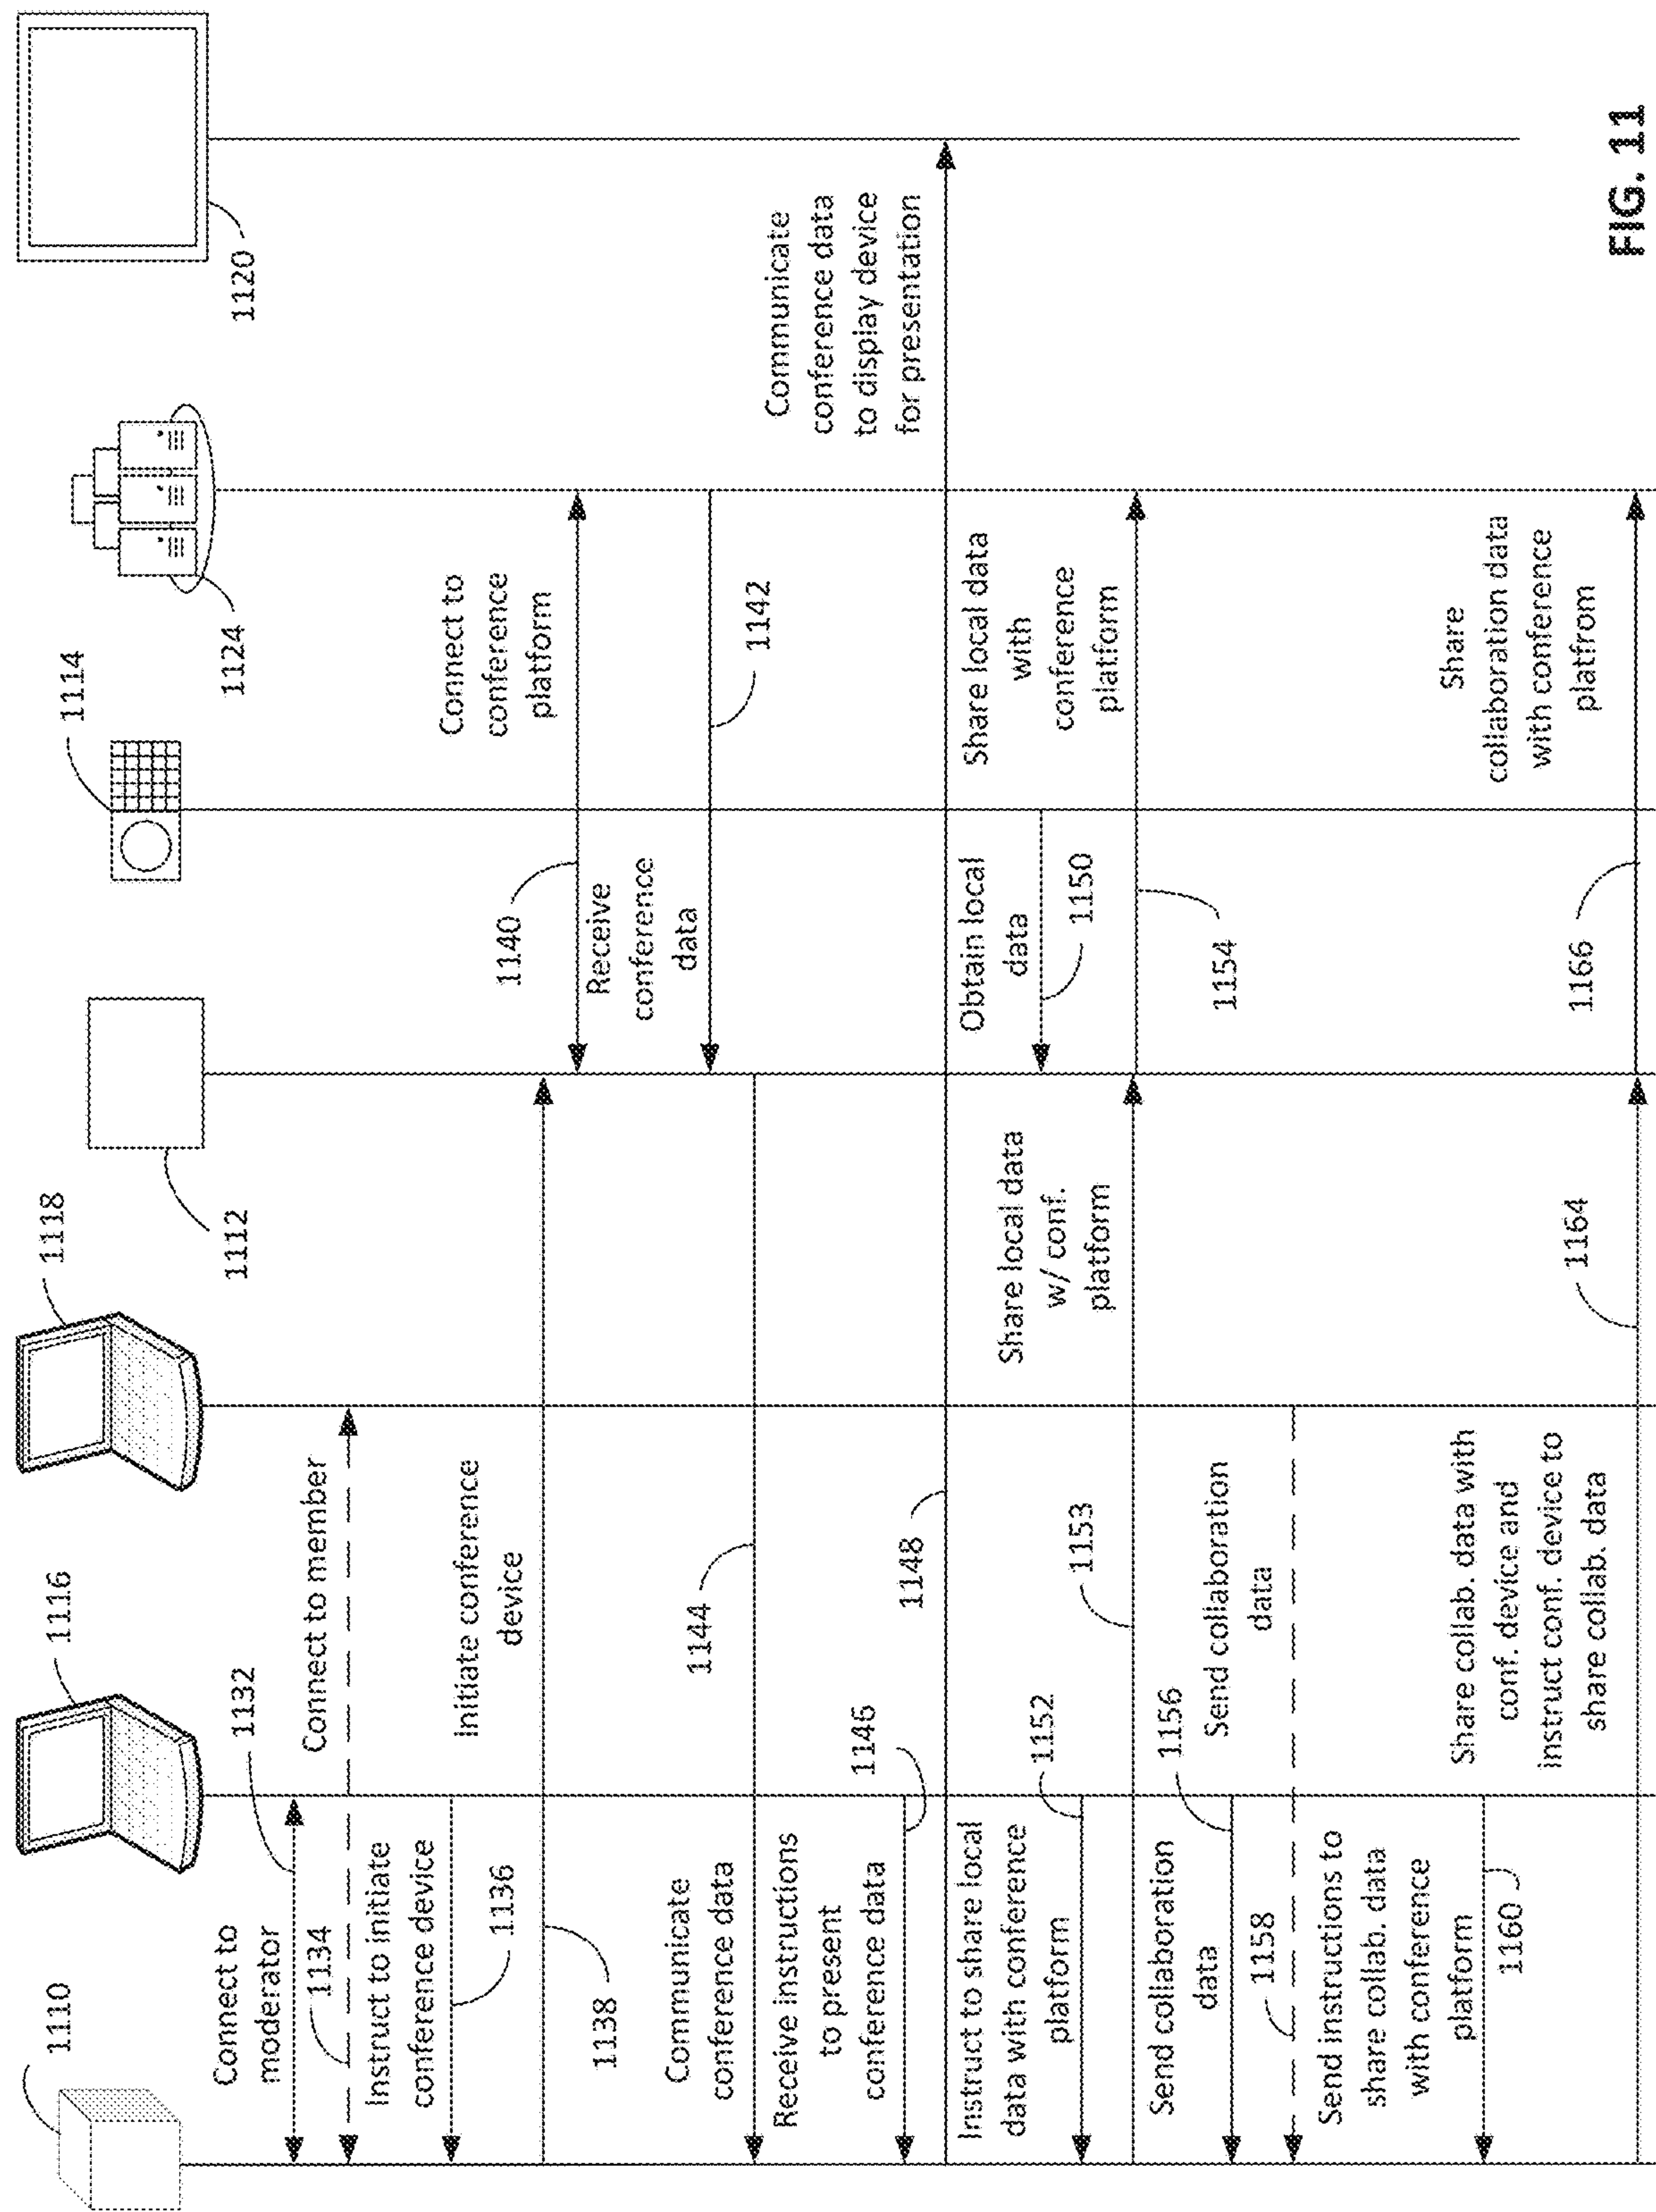 1110
1116
1118
1112
1114
1124
1120
Connect to
moderator
1132
1134
Connect to member
Instruct to initiate
conference device
1136
Initiate conference
device
1138
Connect to
conference
platform
1140
Receive
conference
data
1142
Communicate
conference data
1144
Receive instructions
to present
conference data
1146
Communicate
conference data
to display device
for presentation
1148
Obtain local
data
1150
Instruct to share local
data with conference
platform
1152
Share local data
w/ conf.
platform
1153
Share local data
with
conference
platform
1154
Send collaboration
data
1156
Send collaboration
data
1158
Send instructions to
share collab. data
with conference
platform
1160
Share collab. data with
conf. device and
instruct conf. device to
share collab. data
1164
Share
collaboration data
with conference
platfrom
1166
FIG. 11